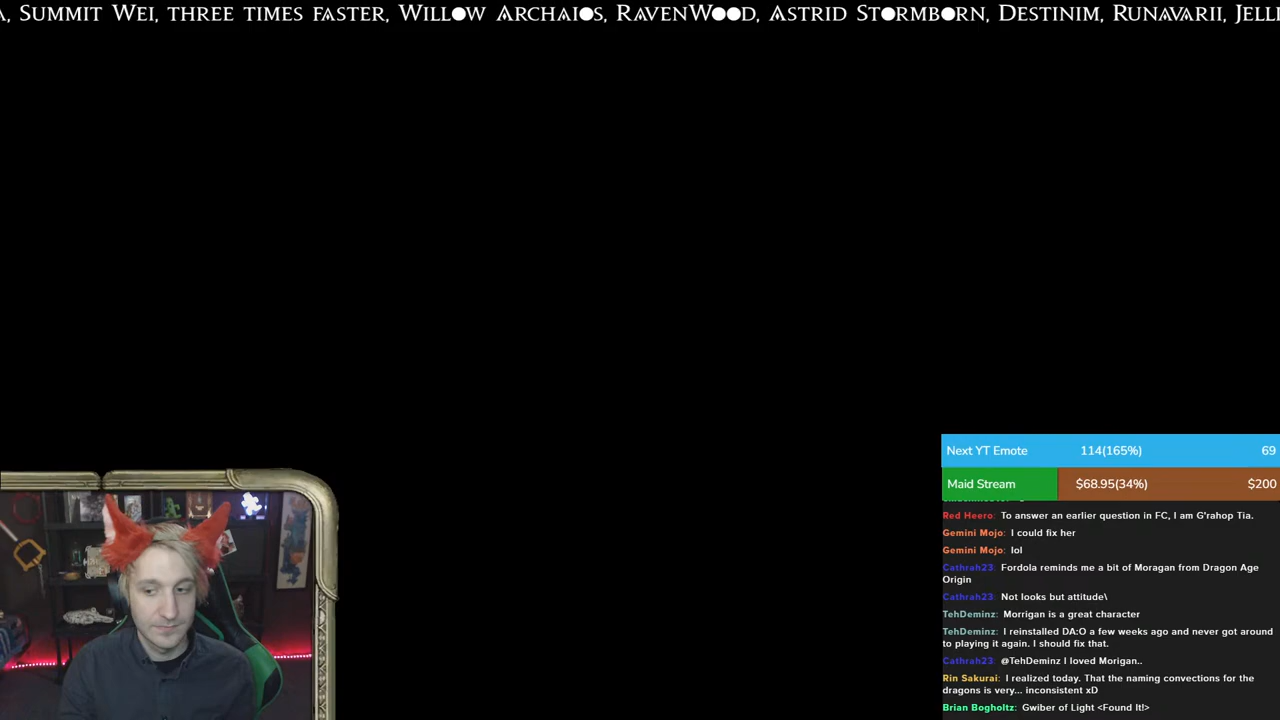 , SUMMIT WEI, THREE TIMES FASTER, WILLOW ARCHAIOS, RAVENWOOD, ASTRID STORMBORN, DESTINIM, RUNAVARII, JELL
Next YT Emote 114(165%) 69
Maid Stream $68.95(34%) $200
Red Heero: To answer an earlier question in FC, I am G'rahop Tia.
Gemini Mojo: I could fix her
Gemini Mojo: lol
Cathrah23: Fordola reminds me a bit of Moragan from Dragon Age
Origin
Cathrah23: Not looks but attitude\
TehDeminz: Morrigan is a great character
TehDeminz: I reinstalled DA:O a few weeks ago and never got around
to playing it again. I should fix that.
Cathrah23: @TehDeminz I loved Morigan..
Rin Sakurai: I realized today. That the naming convections for the
dragons is very... inconsistent xD
Brian Bogholtz: Gwiber of Light <Found It!>